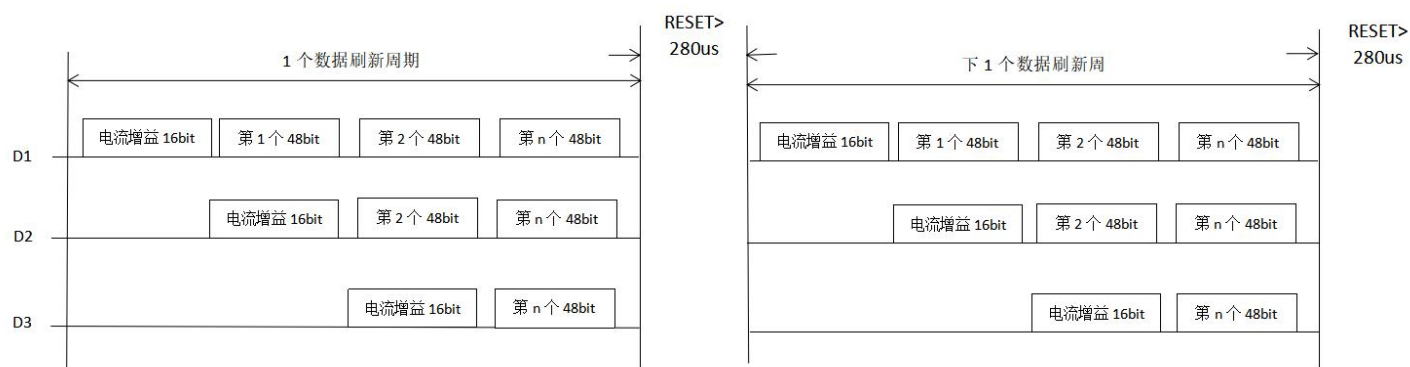 RESET>
280us
1 个数据刷新周期
D1
电流增益 16bit
第 1 个 48bit
第 2 个 48bit
第 n 个 48bit
D2
电流增益 16bit
第 2 个 48bit
第 n 个 48bit
D3
电流增益 16bit
第 n 个 48bit
RESET>
280us
下 1 个数据刷新周
电流增益 16bit
第 1 个 48bit
第 2 个 48bit
第 n 个 48bit
电流增益 16bit
第 2 个 48bit
第 n 个 48bit
电流增益 16bit
第 n 个 48bit